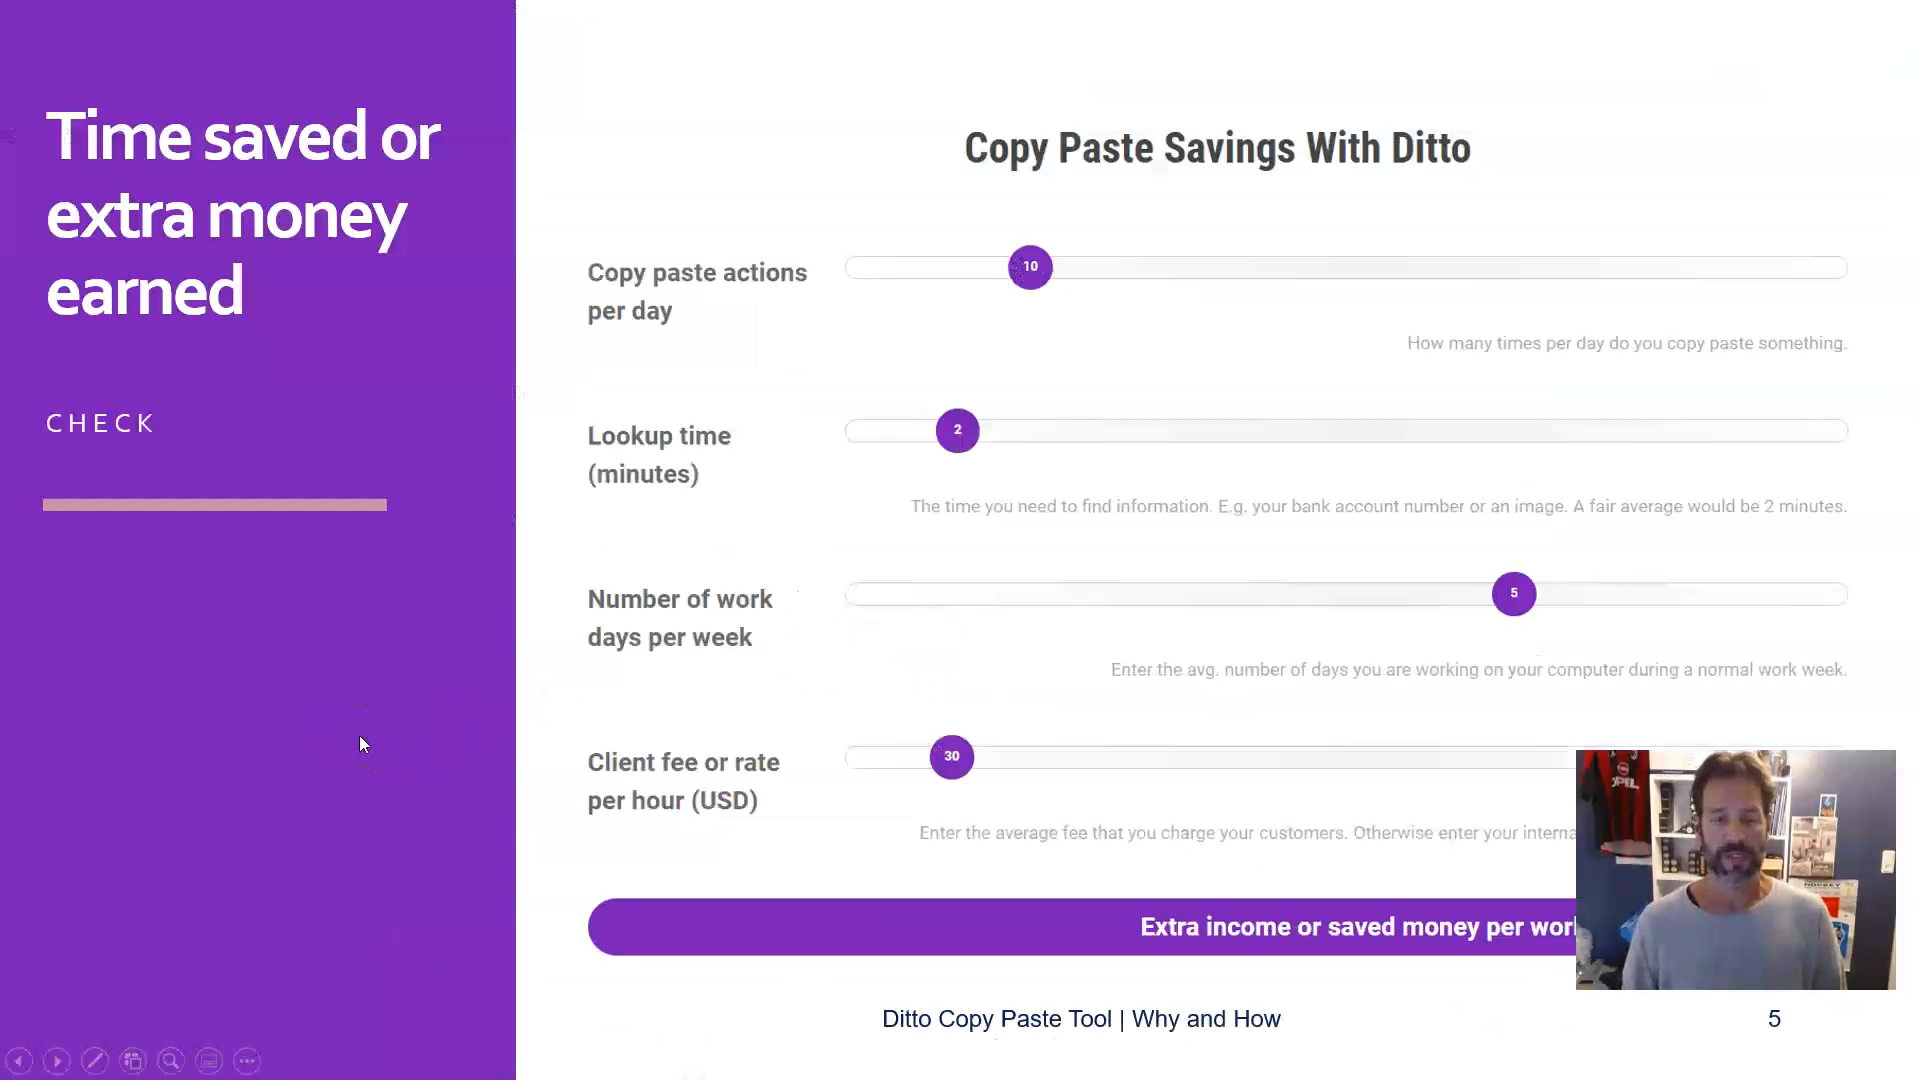 Time saved or
extra money
earned
CHECK
Copy Paste Savings With Ditto
Copy paste actions
per day
10
How many times per day do you copy paste something.
Lookup time
(minutes)
2
The time you need to find information. E.g. your bank account number or an image. A fair average would be 2 minutes.
Number of work
days per week
5
Enter the avg. number of days you are working on your computer during a normal work week.
Client fee or rate
per hour (USD)
30
Enter the average fee that you charge your customers. Otherwise enter your interna
Extra income or saved money per wor
OPEL
Ditto Copy Paste Tool | Why and How
5